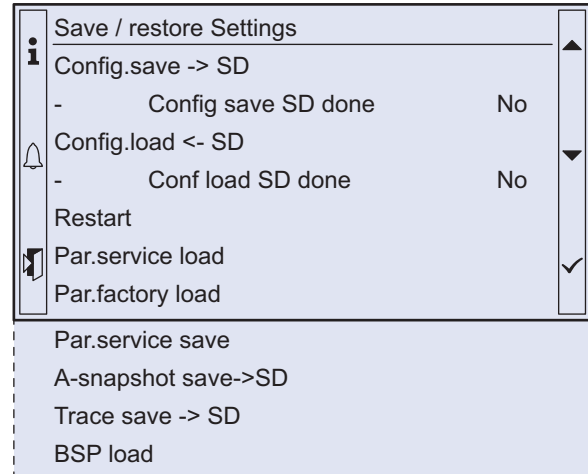 Save / restore Settings
Config.save -> SD
- Config save SD done No
Config.load <- SD
- Conf load SD done No
Restart
Par.service load
Par.factory load
Par.service save
A-snapshot save->SD
Trace save -> SD
BSP load